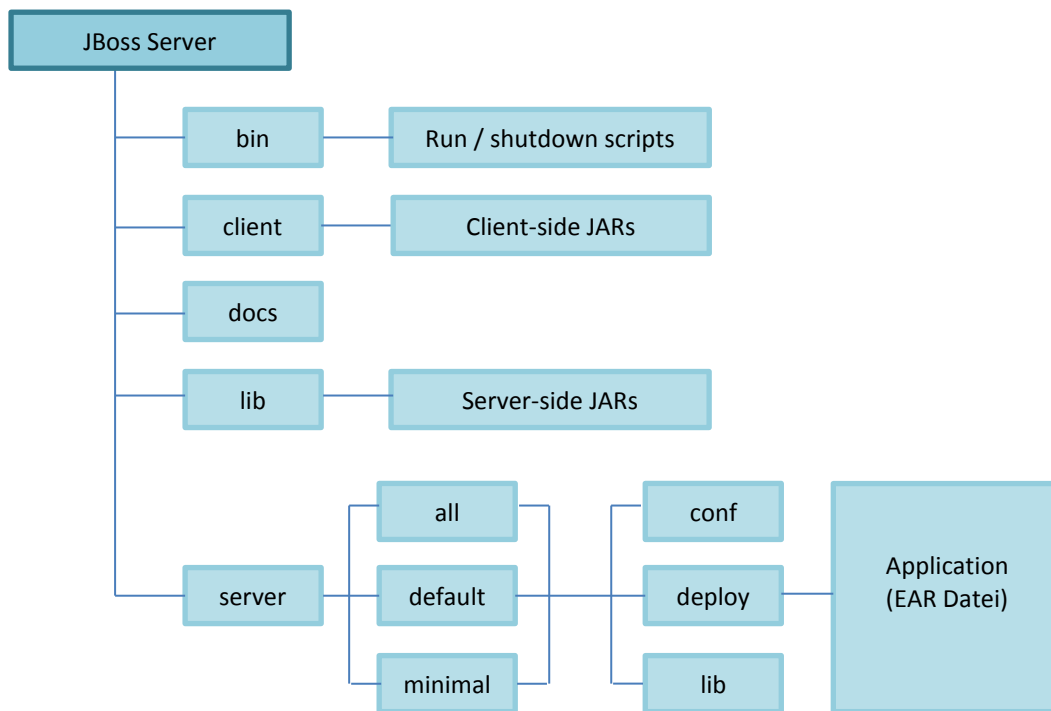 JBoss Server
bin
Run / shutdown scripts
client
Client-side JARs
docs
lib
Server-side JARs
server
all
default
minimal
conf
deploy
lib
Application
(EAR Datei)